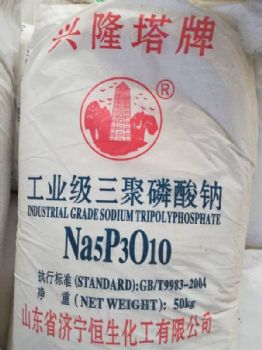 兴隆塔牌
®
工业级三聚磷酸钠
INDUSTRIAL GRADE SODIUM TRIPOLYPHOSPHATE
Na5P3O10
执行标准(STANDARD):GB/T9983-2004
净 重(NET WEIGHT): 50kg
山东省济宁恒生化工有限公司